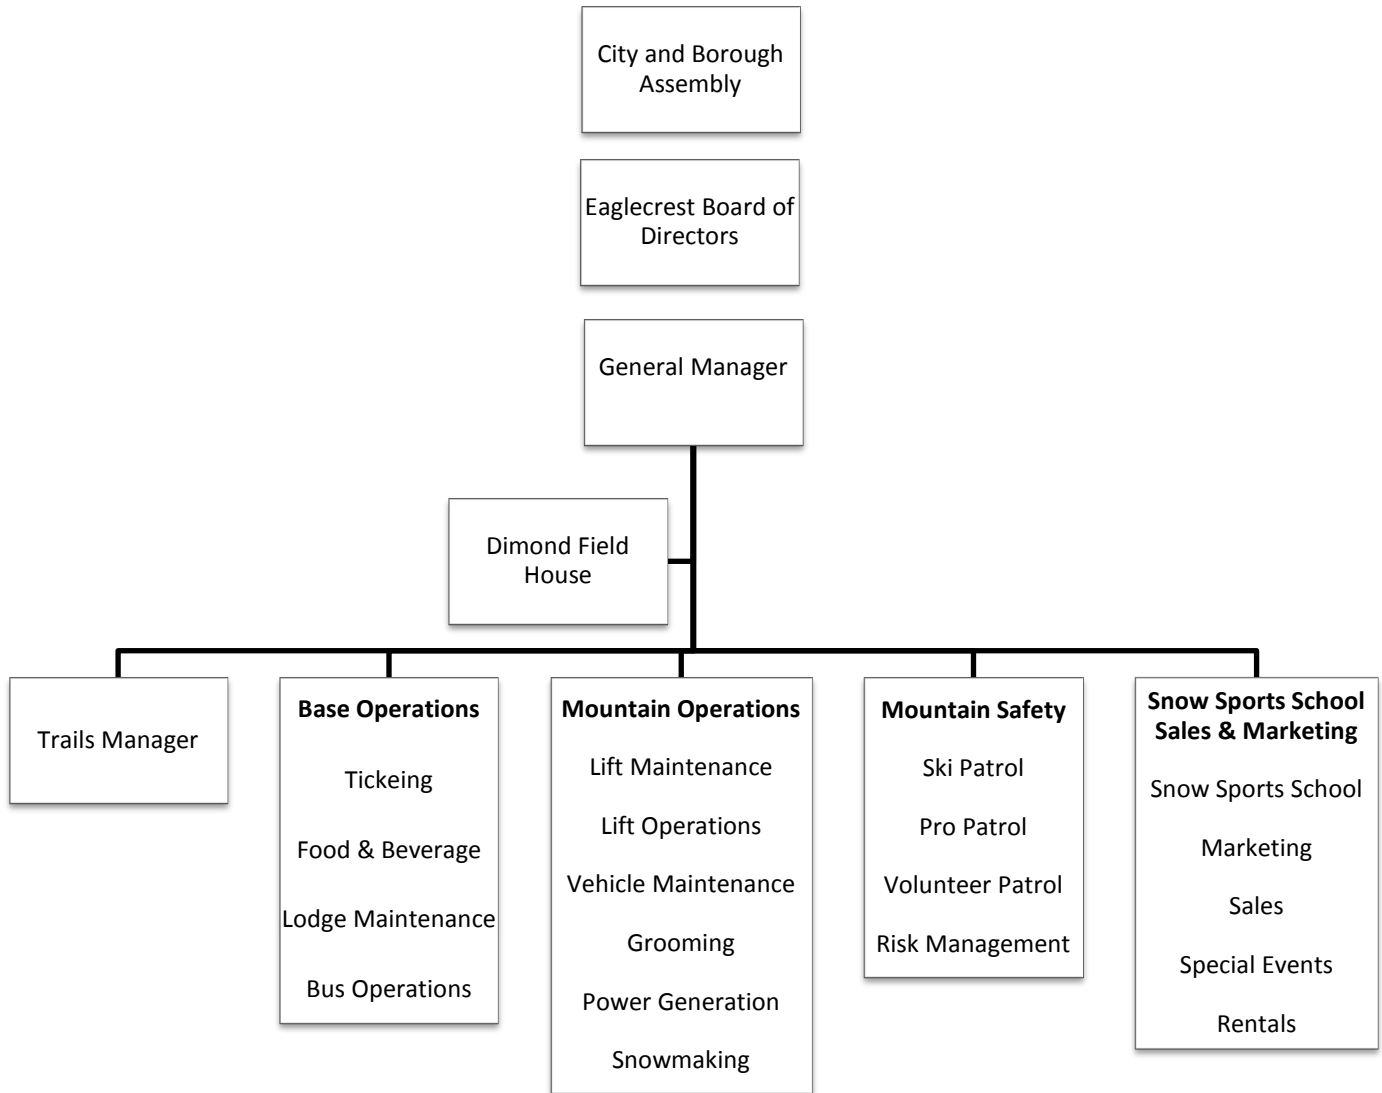 City and Borough
Assembly
Eaglecrest Board of
Directors
General Manager
Dimond Field
House
Trails Manager
Base Operations
Tickeing
Food & Beverage
Lodge Maintenance
Bus Operations
Mountain Operations
Lift Maintenance
Lift Operations
Vehicle Maintenance
Grooming
Power Generation
Snowmaking
Mountain Safety
Ski Patrol
Pro Patrol
Volunteer Patrol
Risk Management
Snow Sports School
Sales & Marketing
Snow Sports School
Marketing
Sales
Special Events
Rentals